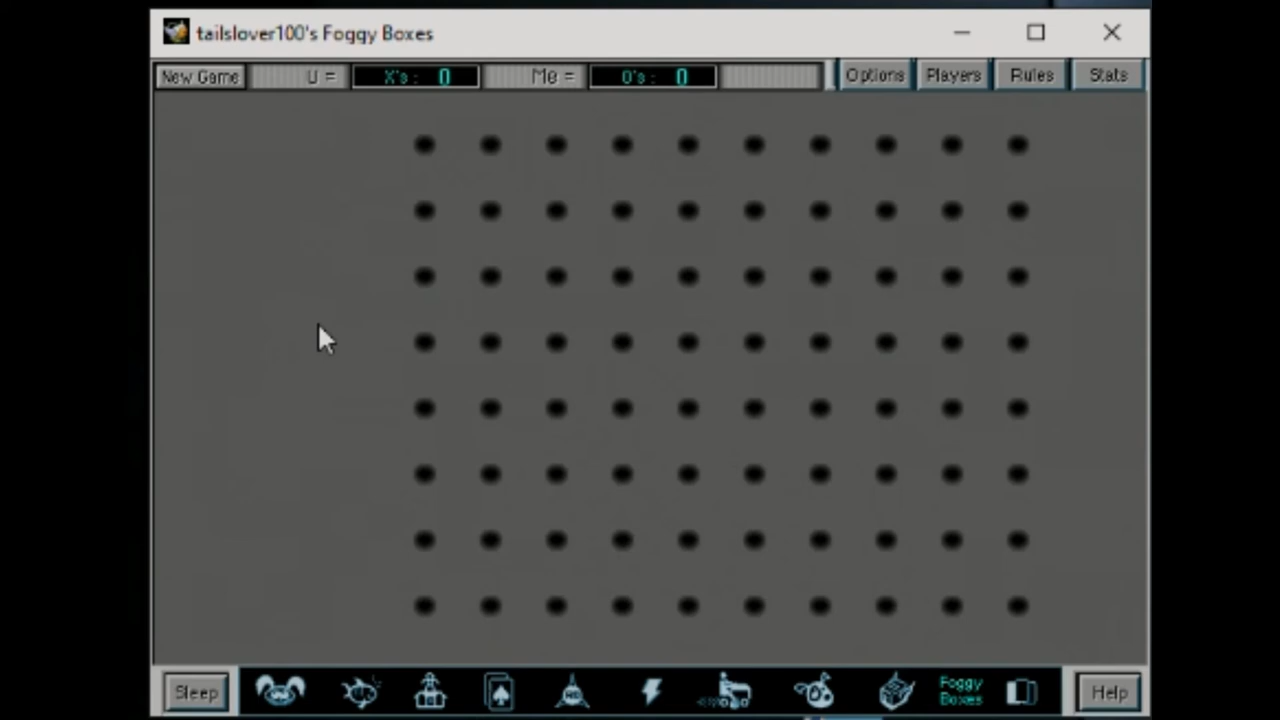 tailslover100's Foggy Boxes
New Game U = X's: 0 Me = O's: 0 Options Players Rules Stats
Sleep Foggy Boxes Help